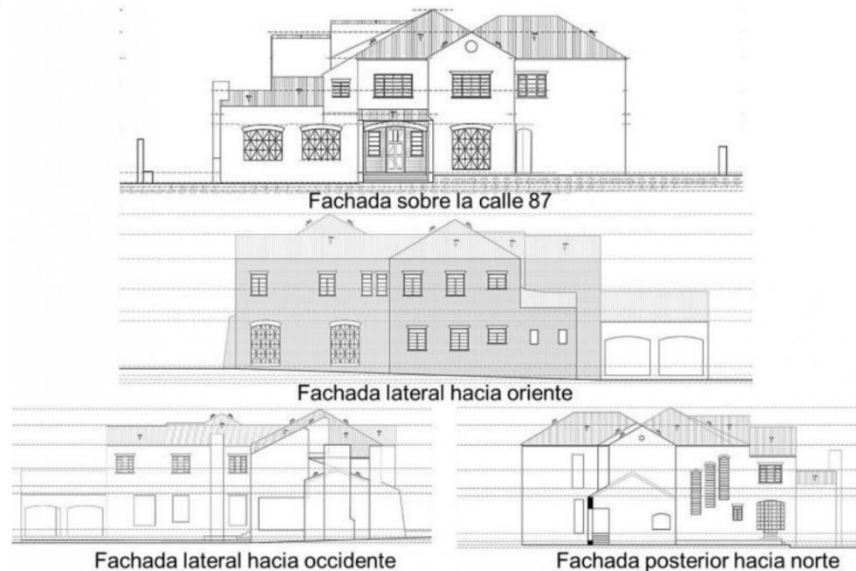 Fachada sobre la calle 87
Fachada lateral hacia oriente
Fachada lateral hacia occidente
Fachada posterior hacia norte